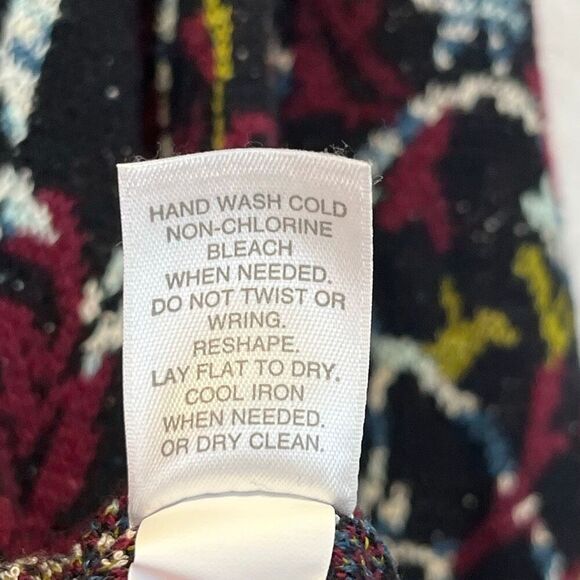 HAND WASH COLD
NON-CHLORINE
BLEACH
WHEN NEEDED.
DO NOT TWIST OR
WRING.
RESHAPE.
LAY FLAT TO DRY.
COOL IRON
WHEN NEEDED.
OR DRY CLEAN.